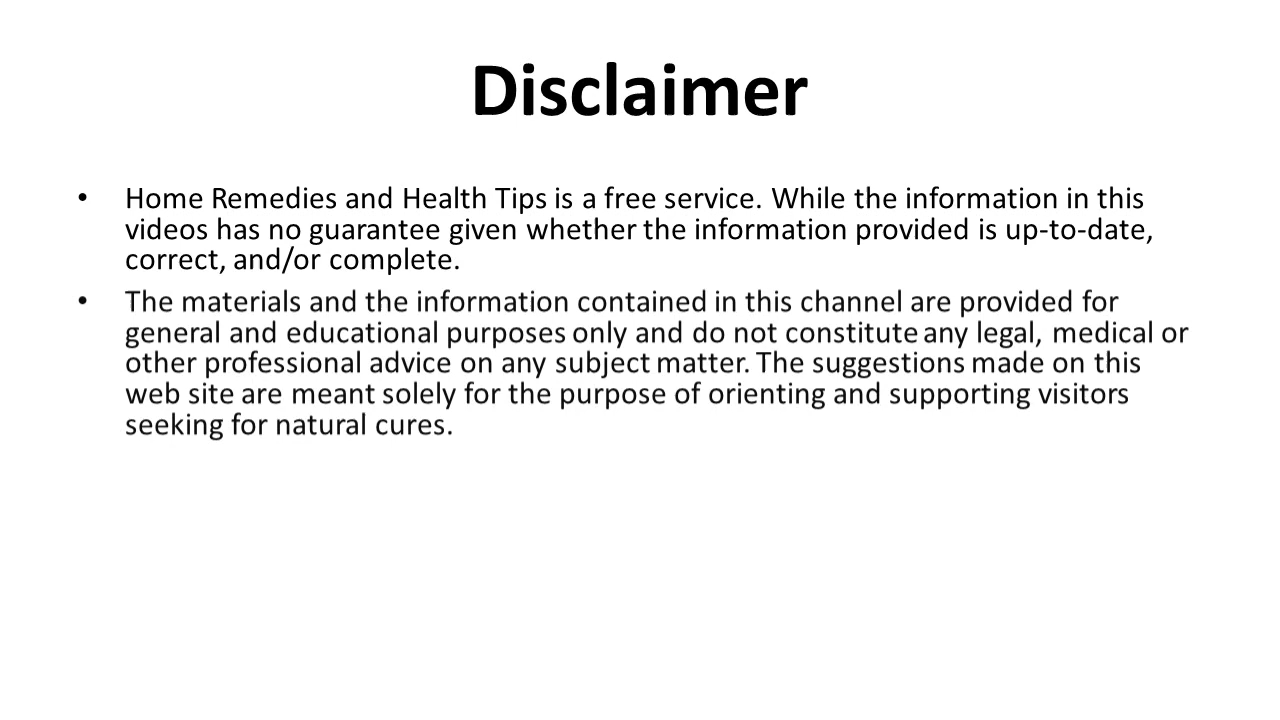 Disclaimer
• Home Remedies and Health Tips is a free service. While the information in this
videos has no guarantee given whether the information provided is up-to-date,
correct, and/or complete.
• The materials and the information contained in this channel are provided for
general and educational purposes only and do not constitute any legal, medical or
other professional advice on any subject matter. The suggestions made on this
web site are meant solely for the purpose of orienting and supporting visitors
seeking for natural cures.